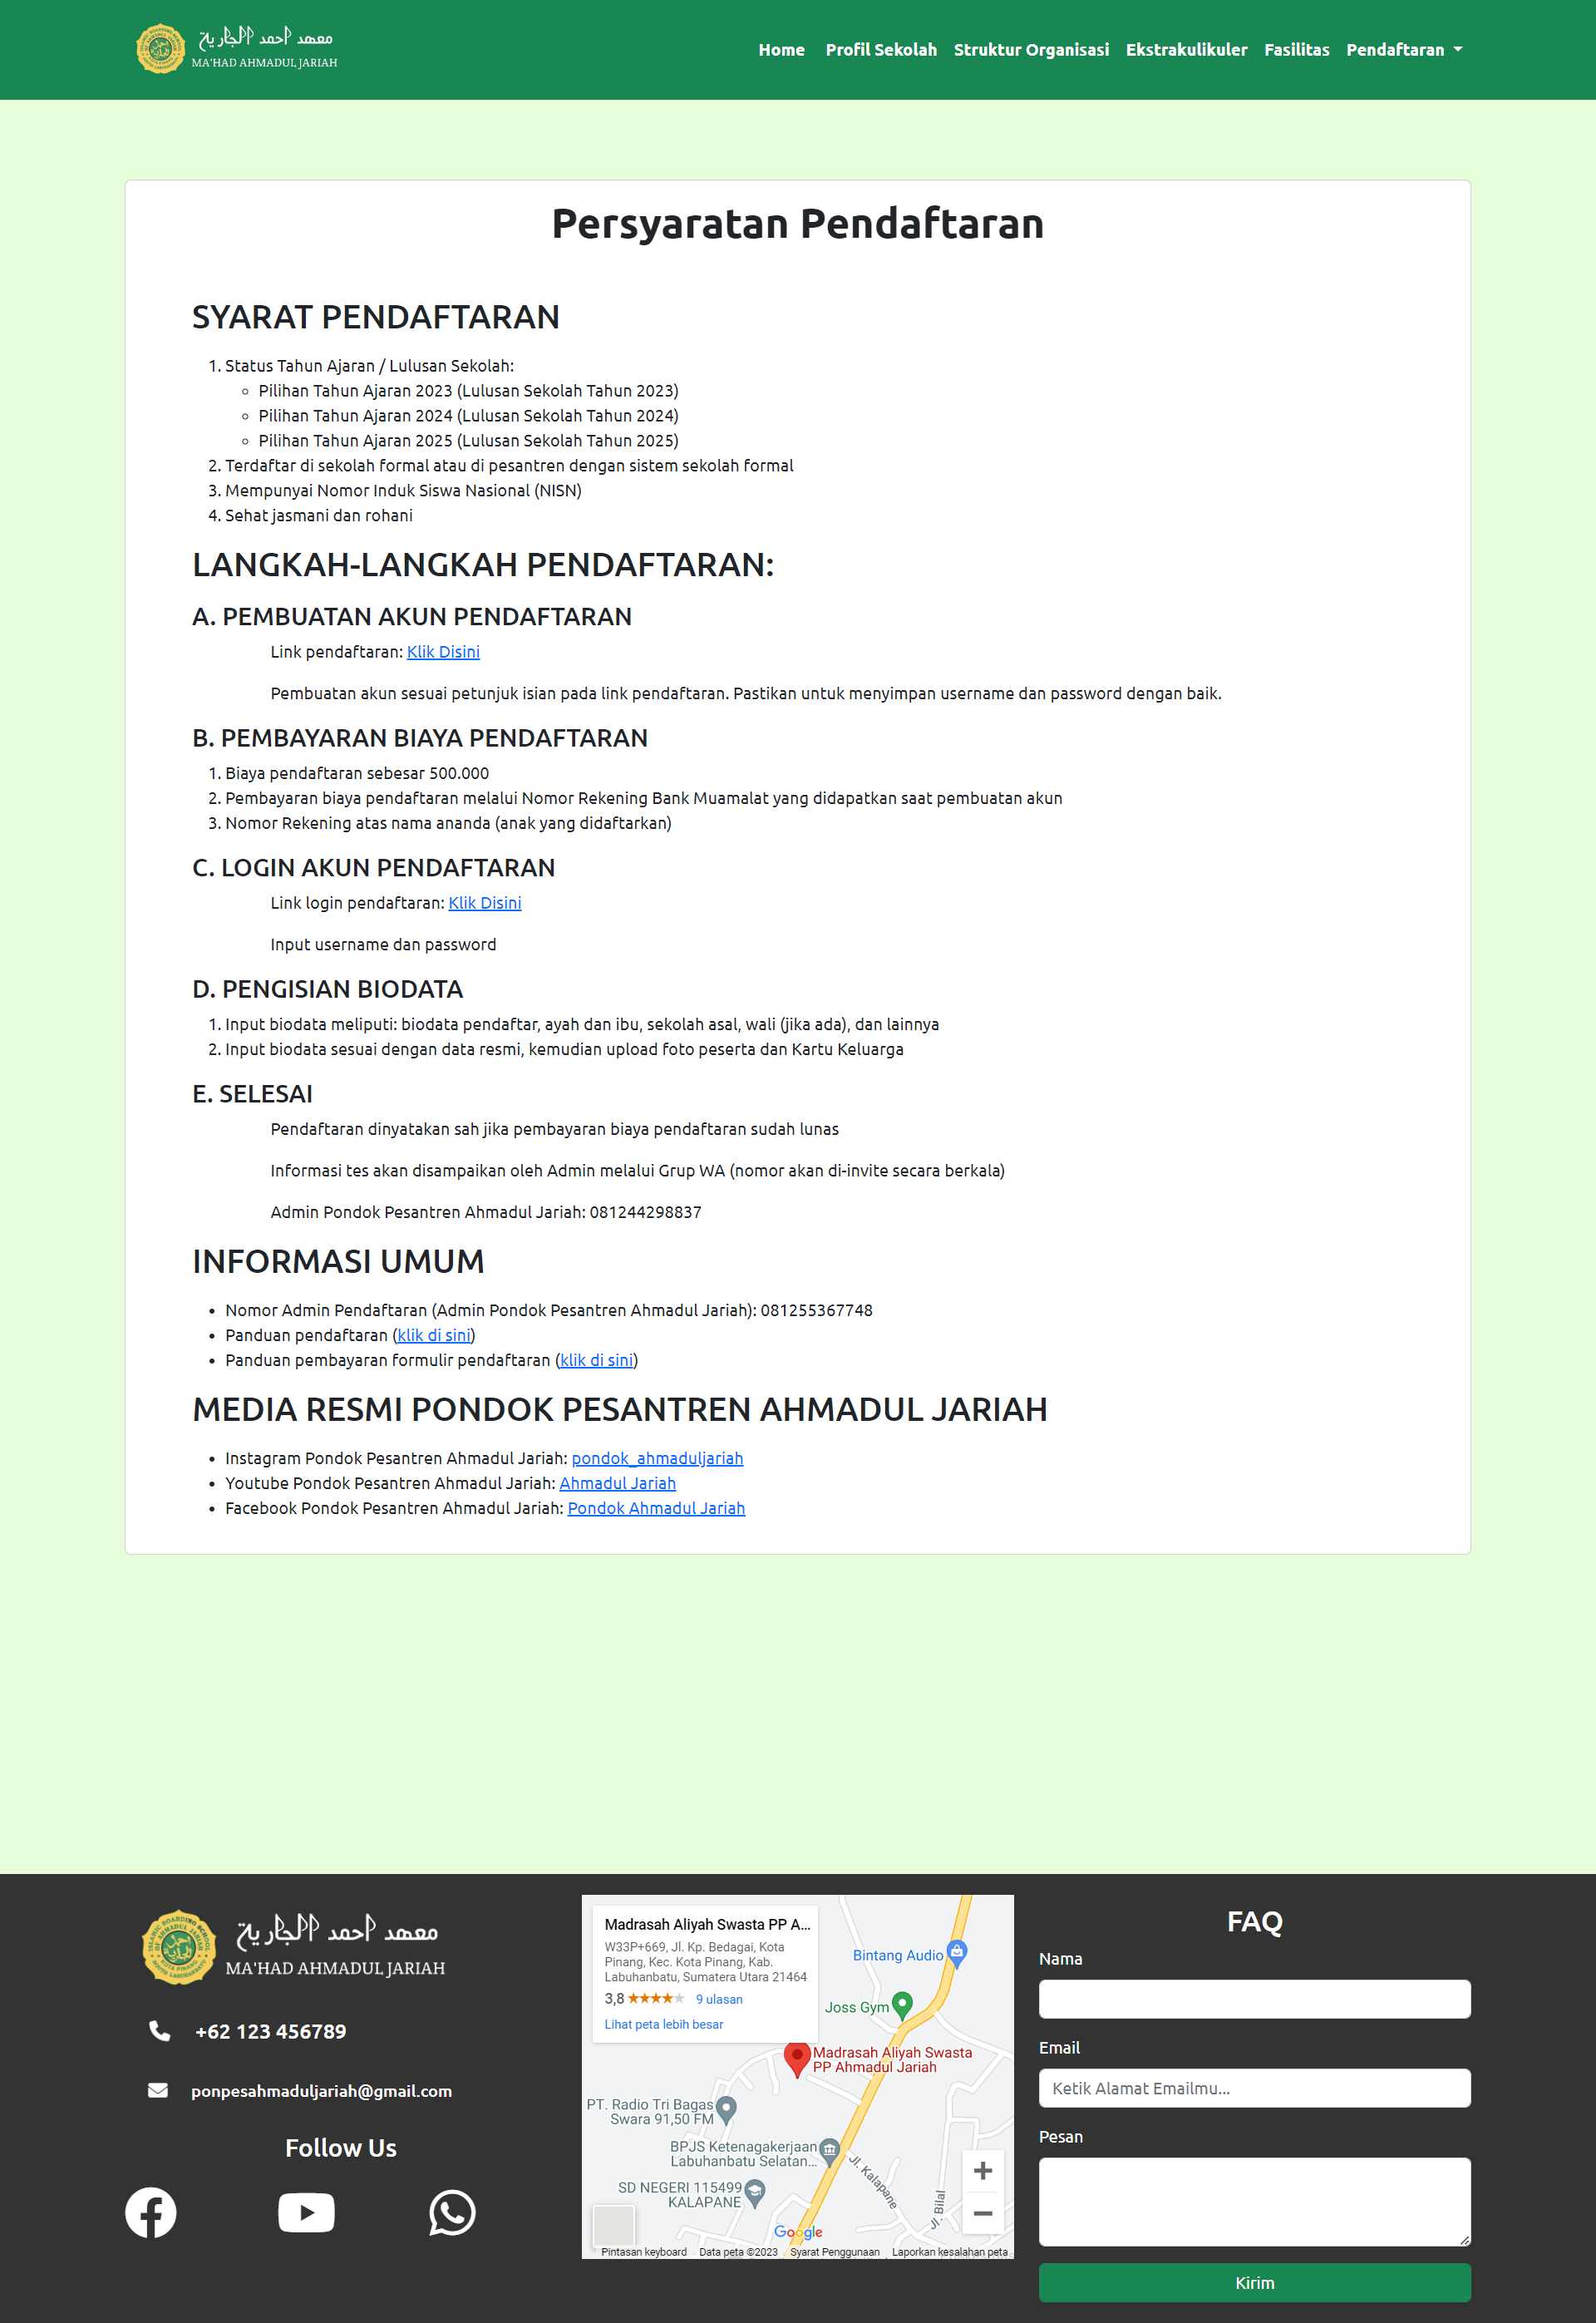 معهد احمد الجارية
MA'HAD AHMADUL JARIAH
Home Profil Sekolah Struktur Organisasi Ekstrakulikuler Fasilitas Pendaftaran
Persyaratan Pendaftaran
SYARAT PENDAFTARAN
1. Status Tahun Ajaran / Lulusan Sekolah:
Pilihan Tahun Ajaran 2023 (Lulusan Sekolah Tahun 2023)
Pilihan Tahun Ajaran 2024 (Lulusan Sekolah Tahun 2024)
Pilihan Tahun Ajaran 2025 (Lulusan Sekolah Tahun 2025)
2. Terdaftar di sekolah formal atau di pesantren dengan sistem sekolah formal
3. Mempunyai Nomor Induk Siswa Nasional (NISN)
4. Sehat jasmani dan rohani
LANGKAH-LANGKAH PENDAFTARAN:
A. PEMBUATAN AKUN PENDAFTARAN
Link pendaftaran: Klik Disini
Pembuatan akun sesuai petunjuk isian pada link pendaftaran. Pastikan untuk menyimpan username dan password dengan baik.
B. PEMBAYARAN BIAYA PENDAFTARAN
1. Biaya pendaftaran sebesar 500.000
2. Pembayaran biaya pendaftaran melalui Nomor Rekening Bank Muamalat yang didapatkan saat pembuatan akun
3. Nomor Rekening atas nama ananda (anak yang didaftarkan)
C. LOGIN AKUN PENDAFTARAN
Link login pendaftaran: Klik Disini
Input username dan password
D. PENGISIAN BIODATA
1. Input biodata meliputi: biodata pendaftar, ayah dan ibu, sekolah asal, wali (jika ada), dan lainnya
2. Input biodata sesuai dengan data resmi, kemudian upload foto peserta dan Kartu Keluarga
E. SELESAI
Pendaftaran dinyatakan sah jika pembayaran biaya pendaftaran sudah lunas
Informasi tes akan disampaikan oleh Admin melalui Grup WA (nomor akan di-invite secara berkala)
Admin Pondok Pesantren Ahmadul Jariah: 081244298837
INFORMASI UMUM
Nomor Admin Pendaftaran (Admin Pondok Pesantren Ahmadul Jariah): 081255367748
Panduan pendaftaran (klik di sini)
Panduan pembayaran formulir pendaftaran (klik di sini)
MEDIA RESMI PONDOK PESANTREN AHMADUL JARIAH
Instagram Pondok Pesantren Ahmadul Jariah: pondok_ahmaduljariah
Youtube Pondok Pesantren Ahmadul Jariah: Ahmadul Jariah
Facebook Pondok Pesantren Ahmadul Jariah: Pondok Ahmadul Jariah
معهد احمد الجارية
MA'HAD AHMADUL JARIAH
+62 123 456789
ponpesahmaduljariah@gmail.com
Follow Us
Madrasah Aliyah Swasta PP A...
W33P+669, Jl. Kp. Bedagai, Kota
Pinang, Kec. Kota Pinang, Kab.
Labuhanbatu, Sumatera Utara 21464
3,8 9 ulasan
Lihat peta lebih besar
Bintang Audio
Joss Gym
Madrasah Aliyah Swasta
PP Ahmadul Jariah
PT. Radio Tri Bagas
Swara 91,50 FM
BPJS Ketenagakerjaan
Labuhanbatu Selatan...
SD NEGERI 115499
KALAPANE
Jl. Kalapane
Jl. Bilal
Google
Pintasan keyboard Data peta ©2023 Syarat Penggunaan Laporkan kesalahan peta
FAQ
Nama
Email
Ketik Alamat Emailmu...
Pesan
Kirim